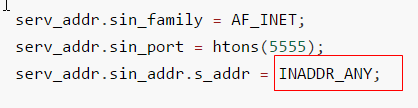 serv_addr.sin_family = AF_INET;
serv_addr.sin_port = htons(5555);
serv_addr.sin_addr.s_addr = INADDR_ANY;